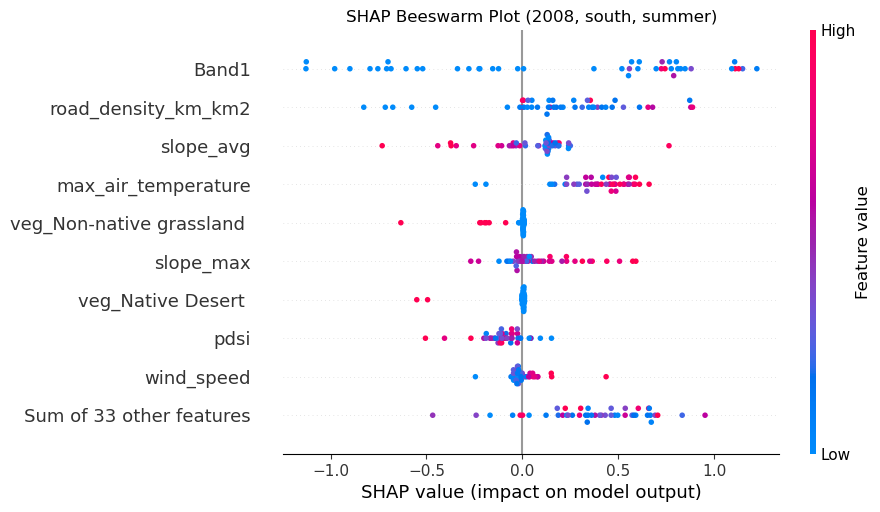 SHAP Beeswarm Plot (2008, south, summer)
High
Band1
road_density_km_km2
slope_avg
max_air_temperature
veg_Non-native grassland
slope_max
veg_Native Desert
pdsi
wind_speed
Sum of 33 other features
Feature value
Low
−1.0 −0.5 0.0 0.5 1.0
SHAP value (impact on model output)